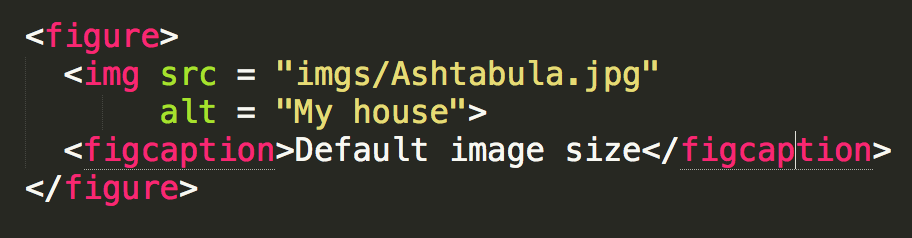 <figure>
<img src = "imgs/Ashtabula.jpg"
alt = "My house">
<figcaption>Default image size</figcaption>
</figure>